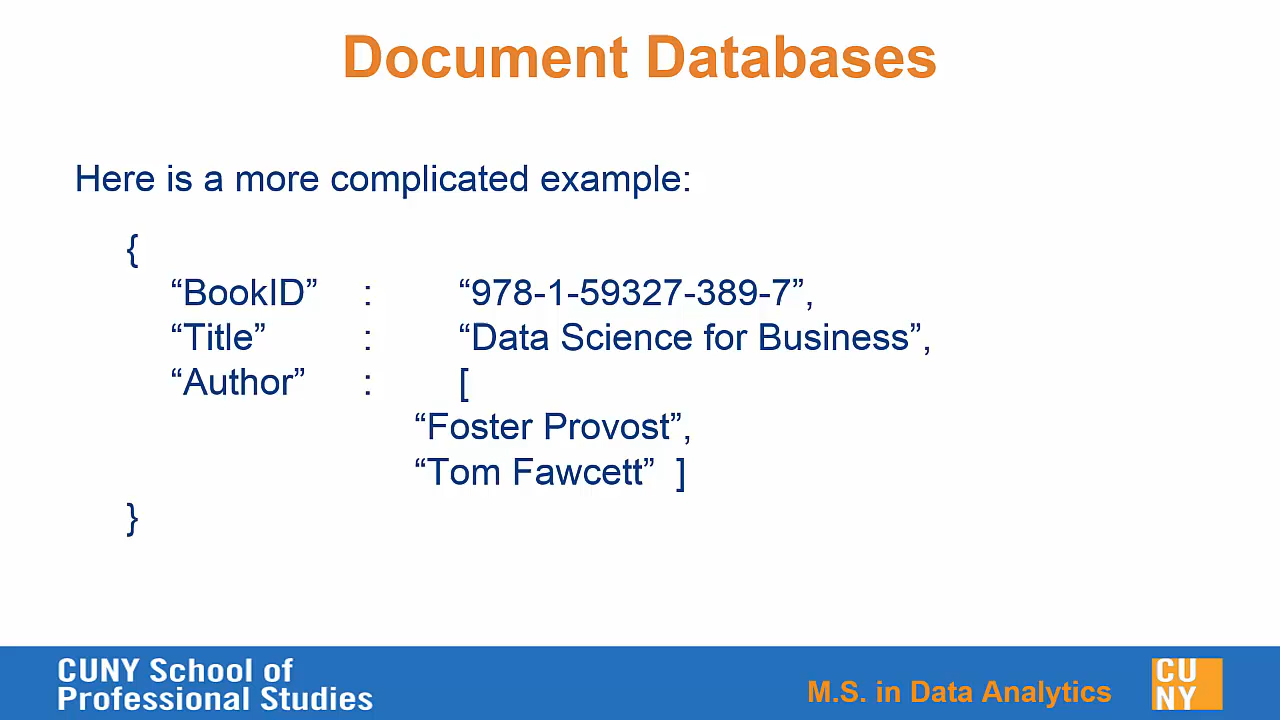 Document Databases
Here is a more complicated example:
{
“BookID” : “978-1-59327-389-7”,
“Title” : “Data Science for Business”,
“Author” : [
“Foster Provost”,
“Tom Fawcett” ]
}
CUNY School of
Professional Studies
M.S. in Data Analytics
CU
NY